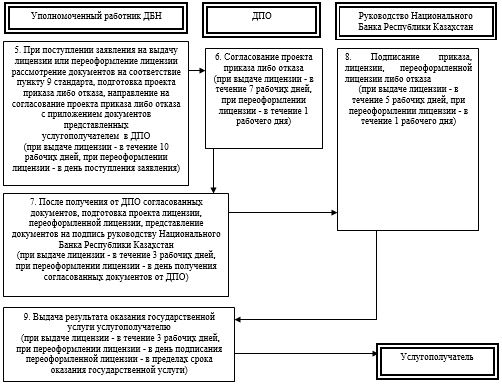 Уполномоченный работник ДБН
ДПО
Руководство Национального
Банка Республики Казахстан
5. При поступлении заявления на выдачу
лицензии или переоформление лицензии
рассмотрение документов на соответствие
пункту 9 стандарта, подготовка проекта
приказа либо отказа, направление на
согласование проекта приказа либо отказа
с приложением документов
представленных
услугополучателем в ДПО
(при выдаче лицензии - в течение 10
рабочих дней, при переоформлении
лицензии - в день поступления заявления)
6. Согласование проекта
приказа либо отказа
(при выдаче лицензии - в
течение 7 рабочих дней,
при переоформлении
лицензии - в течение 1
рабочего дня)
8. Подписание приказа,
лицензии, переоформленной
лицензии либо отказа
(при выдаче лицензии - в
течение 5 рабочих дней, при
переоформлении лицензии - в
течение 1 рабочего дня)
7. После получения от ДПО согласованных
документов, подготовка проекта лицензии,
переоформленной лицензии, представление
документов на подпись руководству Национального
Банка Республики Казахстан
(при выдаче лицензии - в течение 3 рабочих дней,
при переоформлении лицензии - в день получения
согласованных документов от ДПО)
9. Выдача результата оказания государственной
услуги услугополучателю
(при выдаче лицензии - в течение 3 рабочих дней,
при переоформлении лицензии - в день подписания
переоформленной лицензии - в пределах срока
оказания государственной услуги)
Услугополучатель